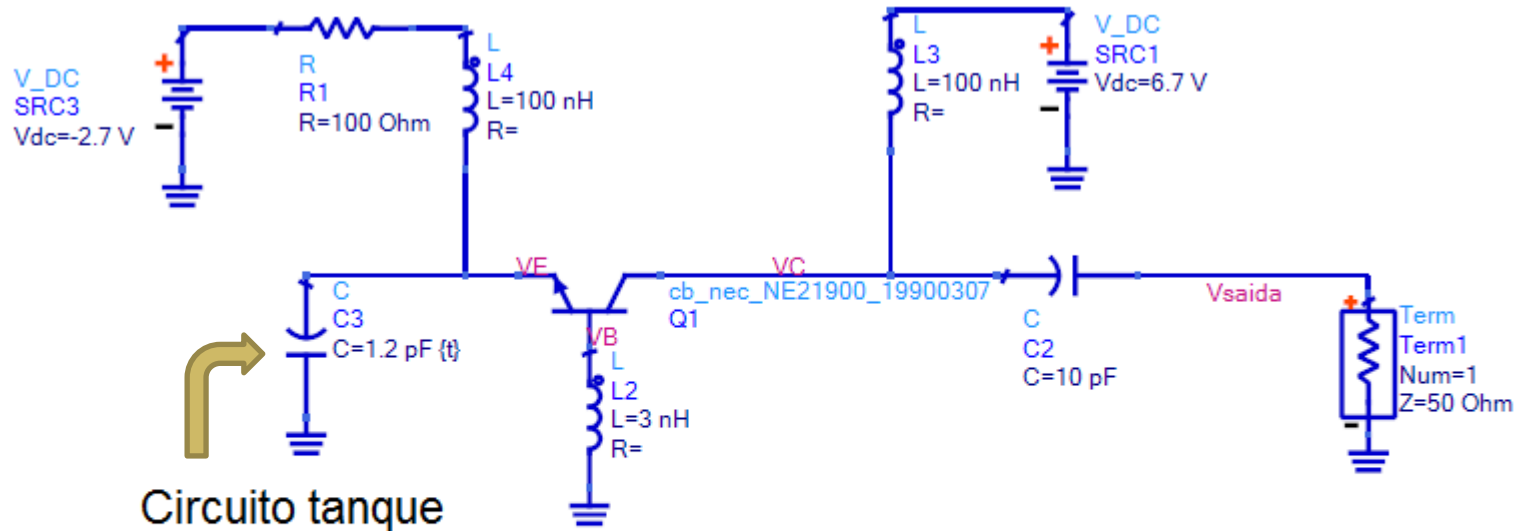 V_DC
SRC3
Vdc=-2.7 V
R
R1
R=100 Ohm
L
L4
L=100 nH
R=
L
L3
L=100 nH
R=
V_DC
SRC1
Vdc=6.7 V
VE
VC
cb_nec_NE21900_19900307
Q1
VB
C
C3
C=1.2 pF {t}
L
L2
L=3 nH
R=
C
C2
C=10 pF
Vsaida
Term
Term1
Num=1
Z=50 Ohm
Circuito tanque